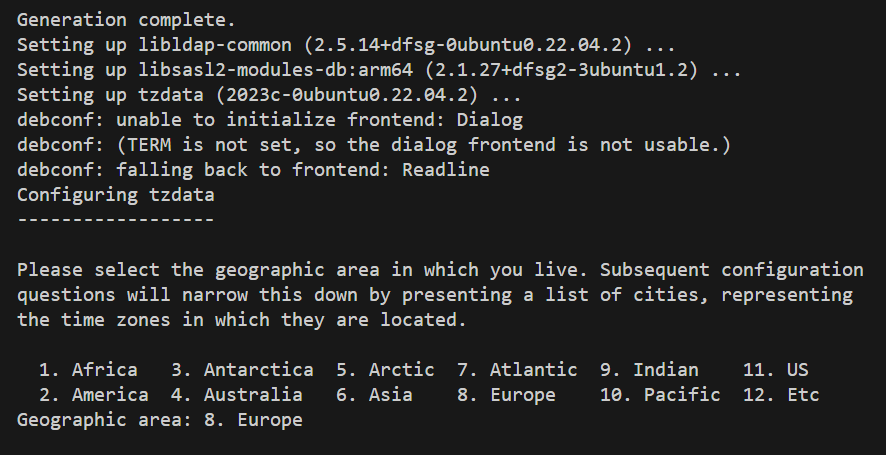 Generation complete.
Setting up libldap-common (2.5.14+dfsg-0ubuntu0.22.04.2) ...
Setting up libsasl2-modules-db:arm64 (2.1.27+dfsg2-3ubuntu1.2) ...
Setting up tzdata (2023c-0ubuntu0.22.04.2) ...
debconf: unable to initialize frontend: Dialog
debconf: (TERM is not set, so the dialog frontend is not usable.)
debconf: falling back to frontend: Readline
Configuring tzdata
------------------
Please select the geographic area in which you live. Subsequent configuration
questions will narrow this down by presenting a list of cities, representing
the time zones in which they are located.
  1. Africa   3. Antarctica  5. Arctic  7. Atlantic  9. Indian    11. US
  2. America  4. Australia   6. Asia    8. Europe    10. Pacific  12. Etc
Geographic area: 8. Europe